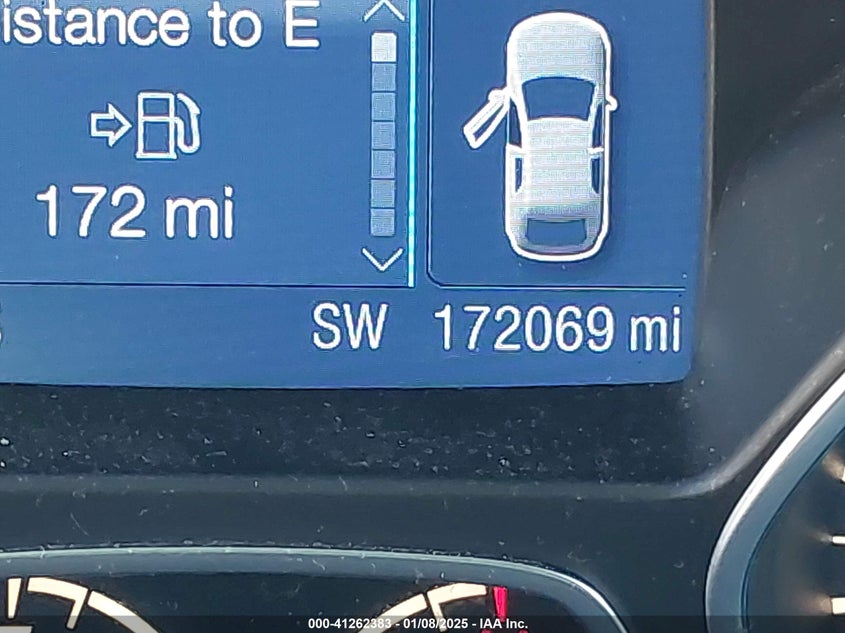 istance to E
172 mi
SW 172069 mi
000-41262383 - 01/08/2025 - IAA Inc.